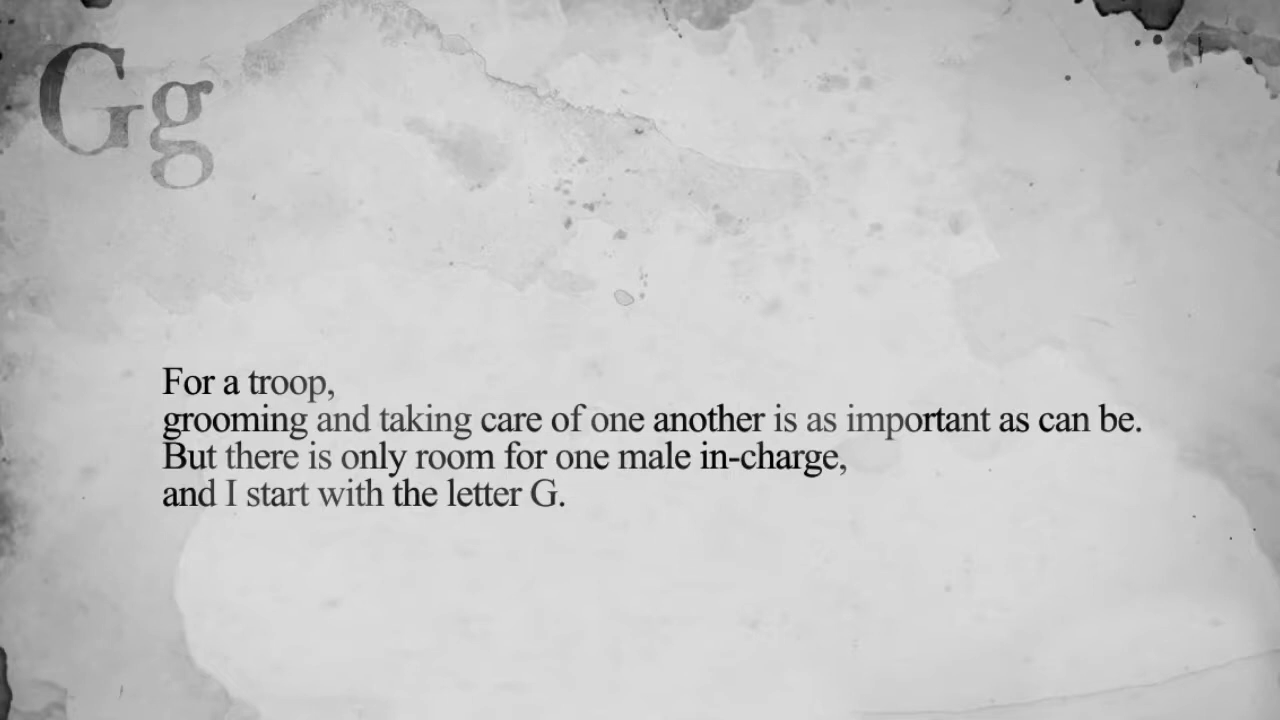 Gg
For a troop,
grooming and taking care of one another is as important as can be.
But there is only room for one male in-charge,
and I start with the letter G.